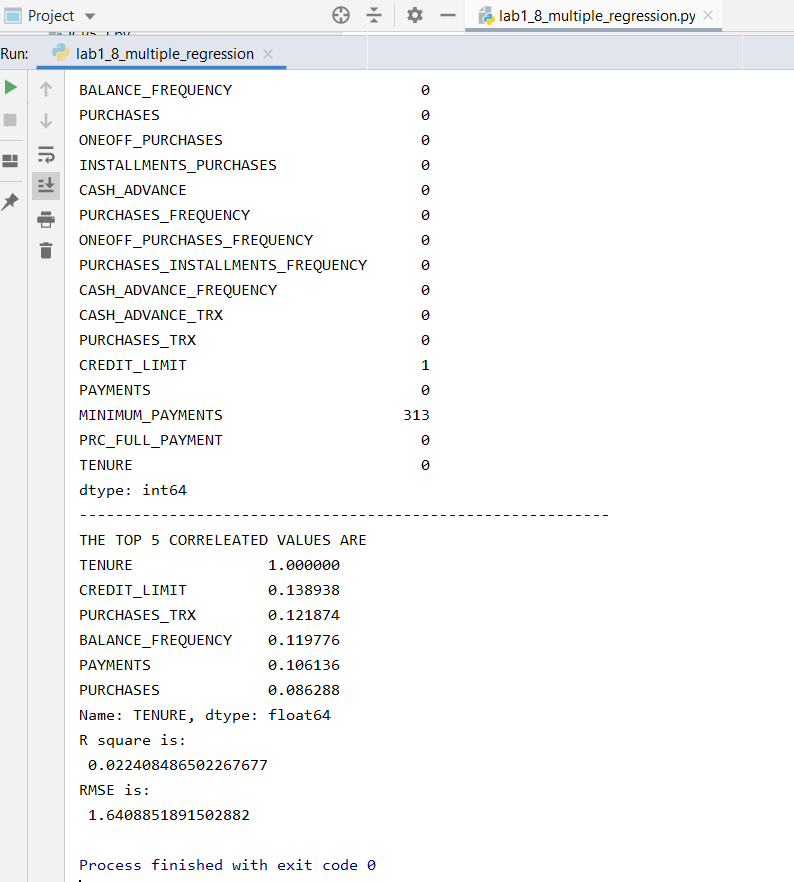 Project
lab1_8_multiple_regression.py
Run:
lab1_8_multiple_regression
BALANCE_FREQUENCY 0
PURCHASES 0
ONEOFF_PURCHASES 0
INSTALLMENTS_PURCHASES 0
CASH_ADVANCE 0
PURCHASES_FREQUENCY 0
ONEOFF_PURCHASES_FREQUENCY 0
PURCHASES_INSTALLMENTS_FREQUENCY 0
CASH_ADVANCE_FREQUENCY 0
CASH_ADVANCE_TRX 0
PURCHASES_TRX 0
CREDIT_LIMIT 1
PAYMENTS 0
MINIMUM_PAYMENTS 313
PRC_FULL_PAYMENT 0
TENURE 0
dtype: int64
-----------------------------------------------------------
THE TOP 5 CORRELEATED VALUES ARE
TENURE 1.000000
CREDIT_LIMIT 0.138938
PURCHASES_TRX 0.121874
BALANCE_FREQUENCY 0.119776
PAYMENTS 0.106136
PURCHASES 0.086288
Name: TENURE, dtype: float64
R square is:
0.022408486502267677
RMSE is:
1.6408851891502882
Process finished with exit code 0